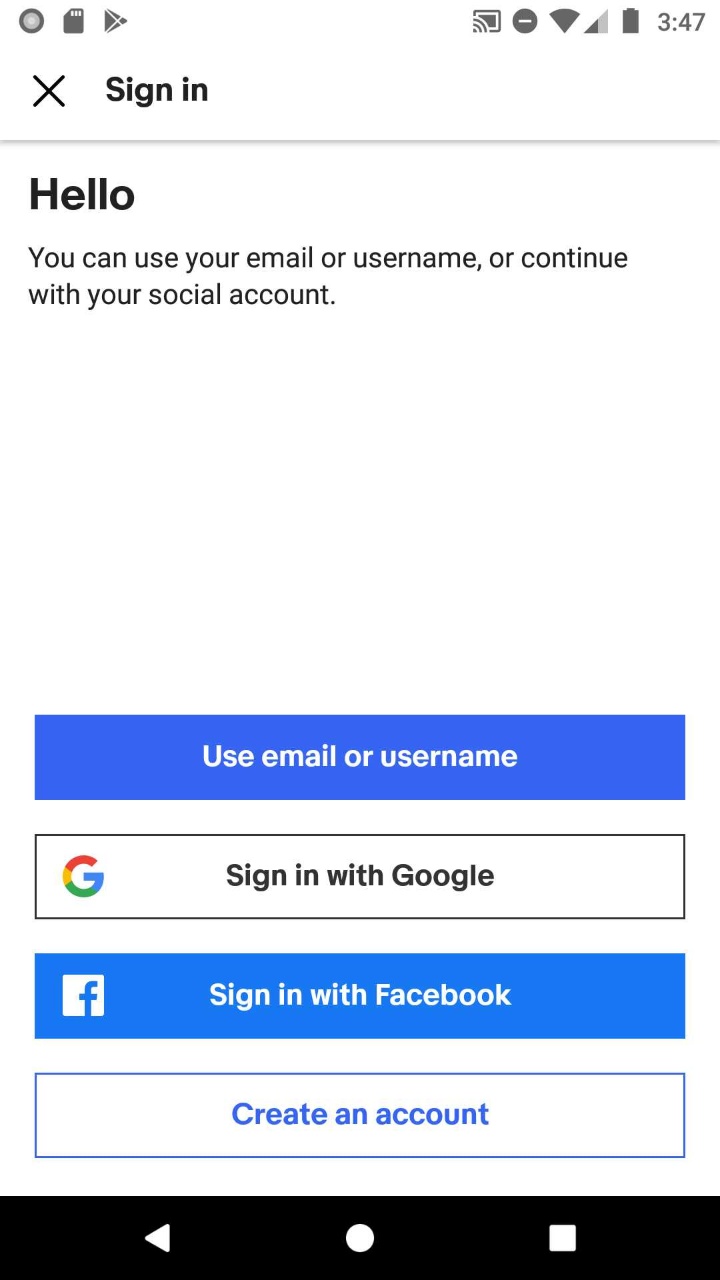 3:47
Sign in
Hello
You can use your email or username, or continue
with your social account.
Use email or username
Sign in with Google
Sign in with Facebook
Create an account